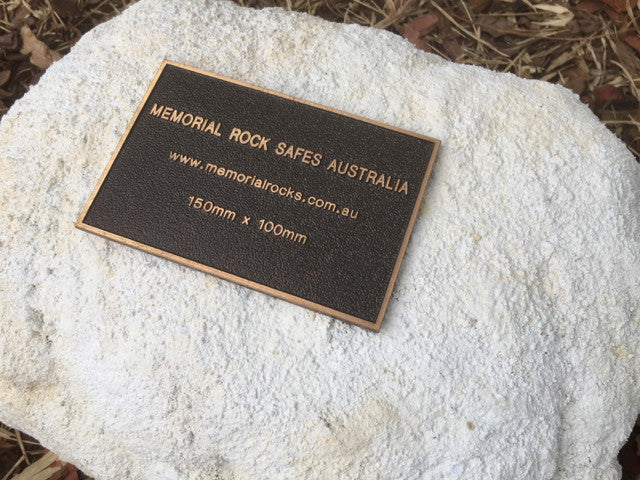 MEMORIAL ROCK SAFES AUSTRALIA
www.memorialrocks.com.au
150mm x 100mm